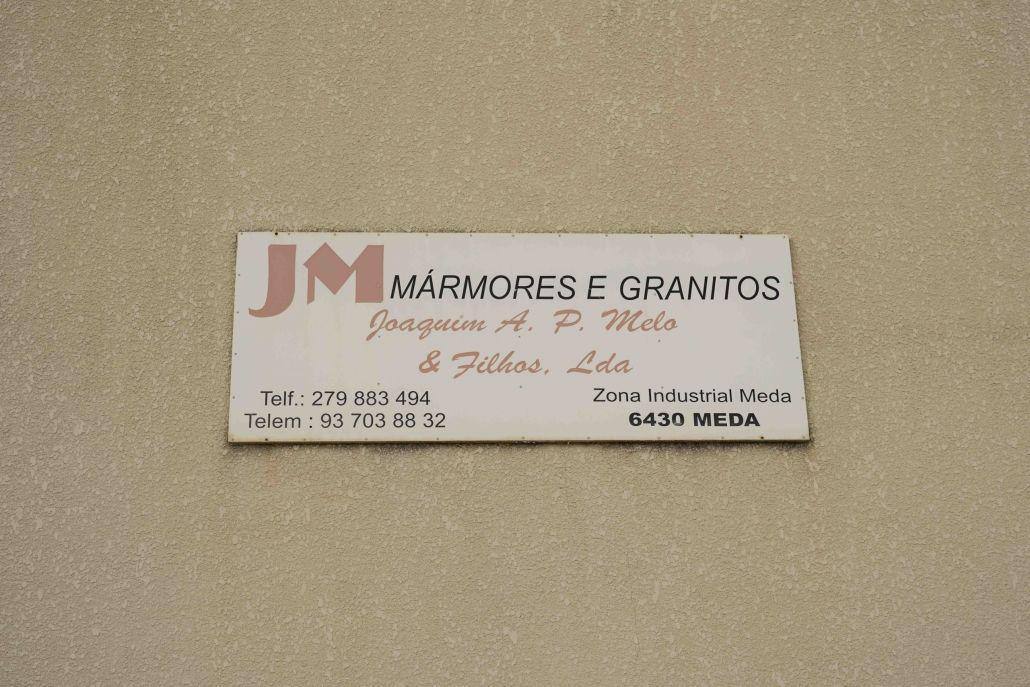 JM MÁRMORES E GRANITOS
Joaquim A. P. Melo
& Filhos, Lda
Telf.: 279 883 494
Telem : 93 703 88 32
Zona Industrial Meda
6430 MEDA